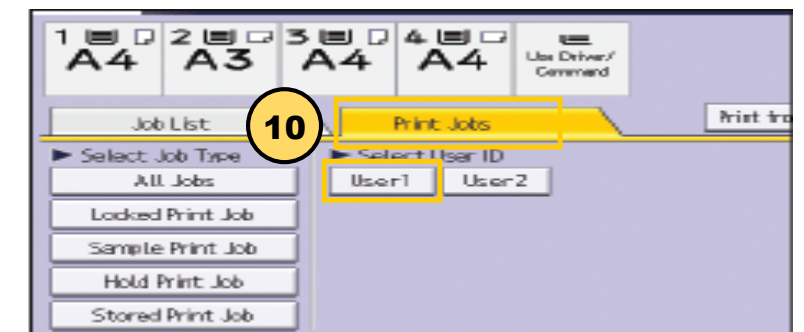 1 2 3 4
A4 A3 A4 A4 Use Driver/
Command
Job List 10 Print Jobs Print fro
Select Job Type Select User ID
All Jobs User1 User2
Locked Print Job
Sample Print Job
Hold Print Job
Stored Print Job